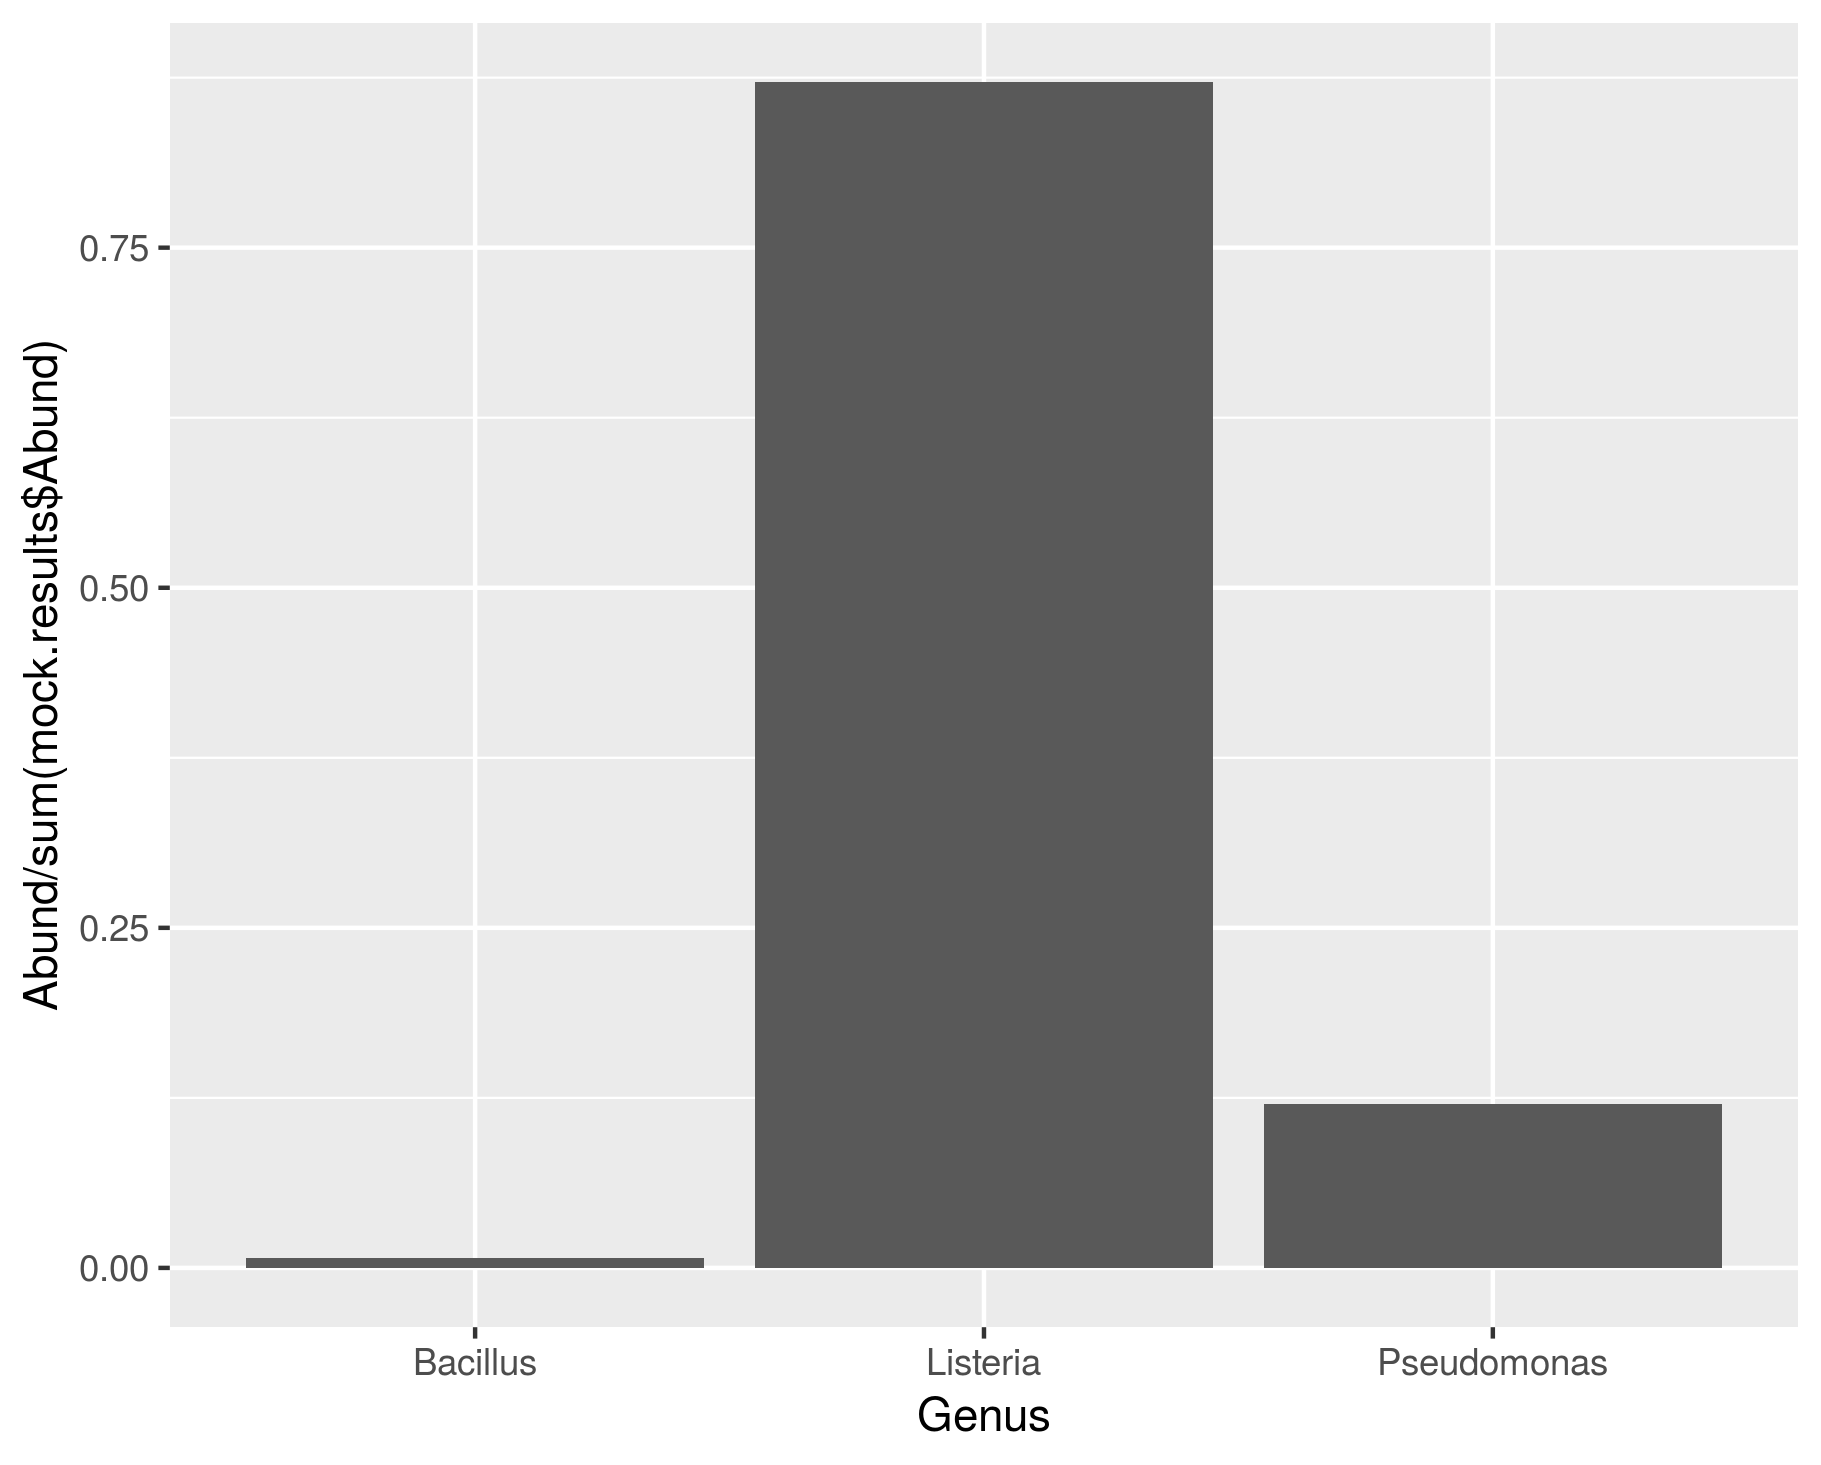 Abund/sum(mock.results$Abund)
0.75
0.50
0.25
0.00
Bacillus
Listeria
Pseudomonas
Genus